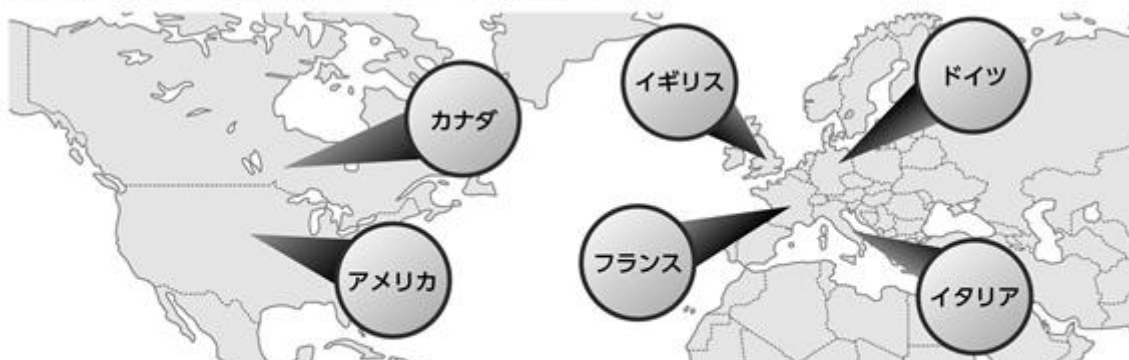 カナダ
アメリカ
イギリス
ドイツ
フランス
イタリア